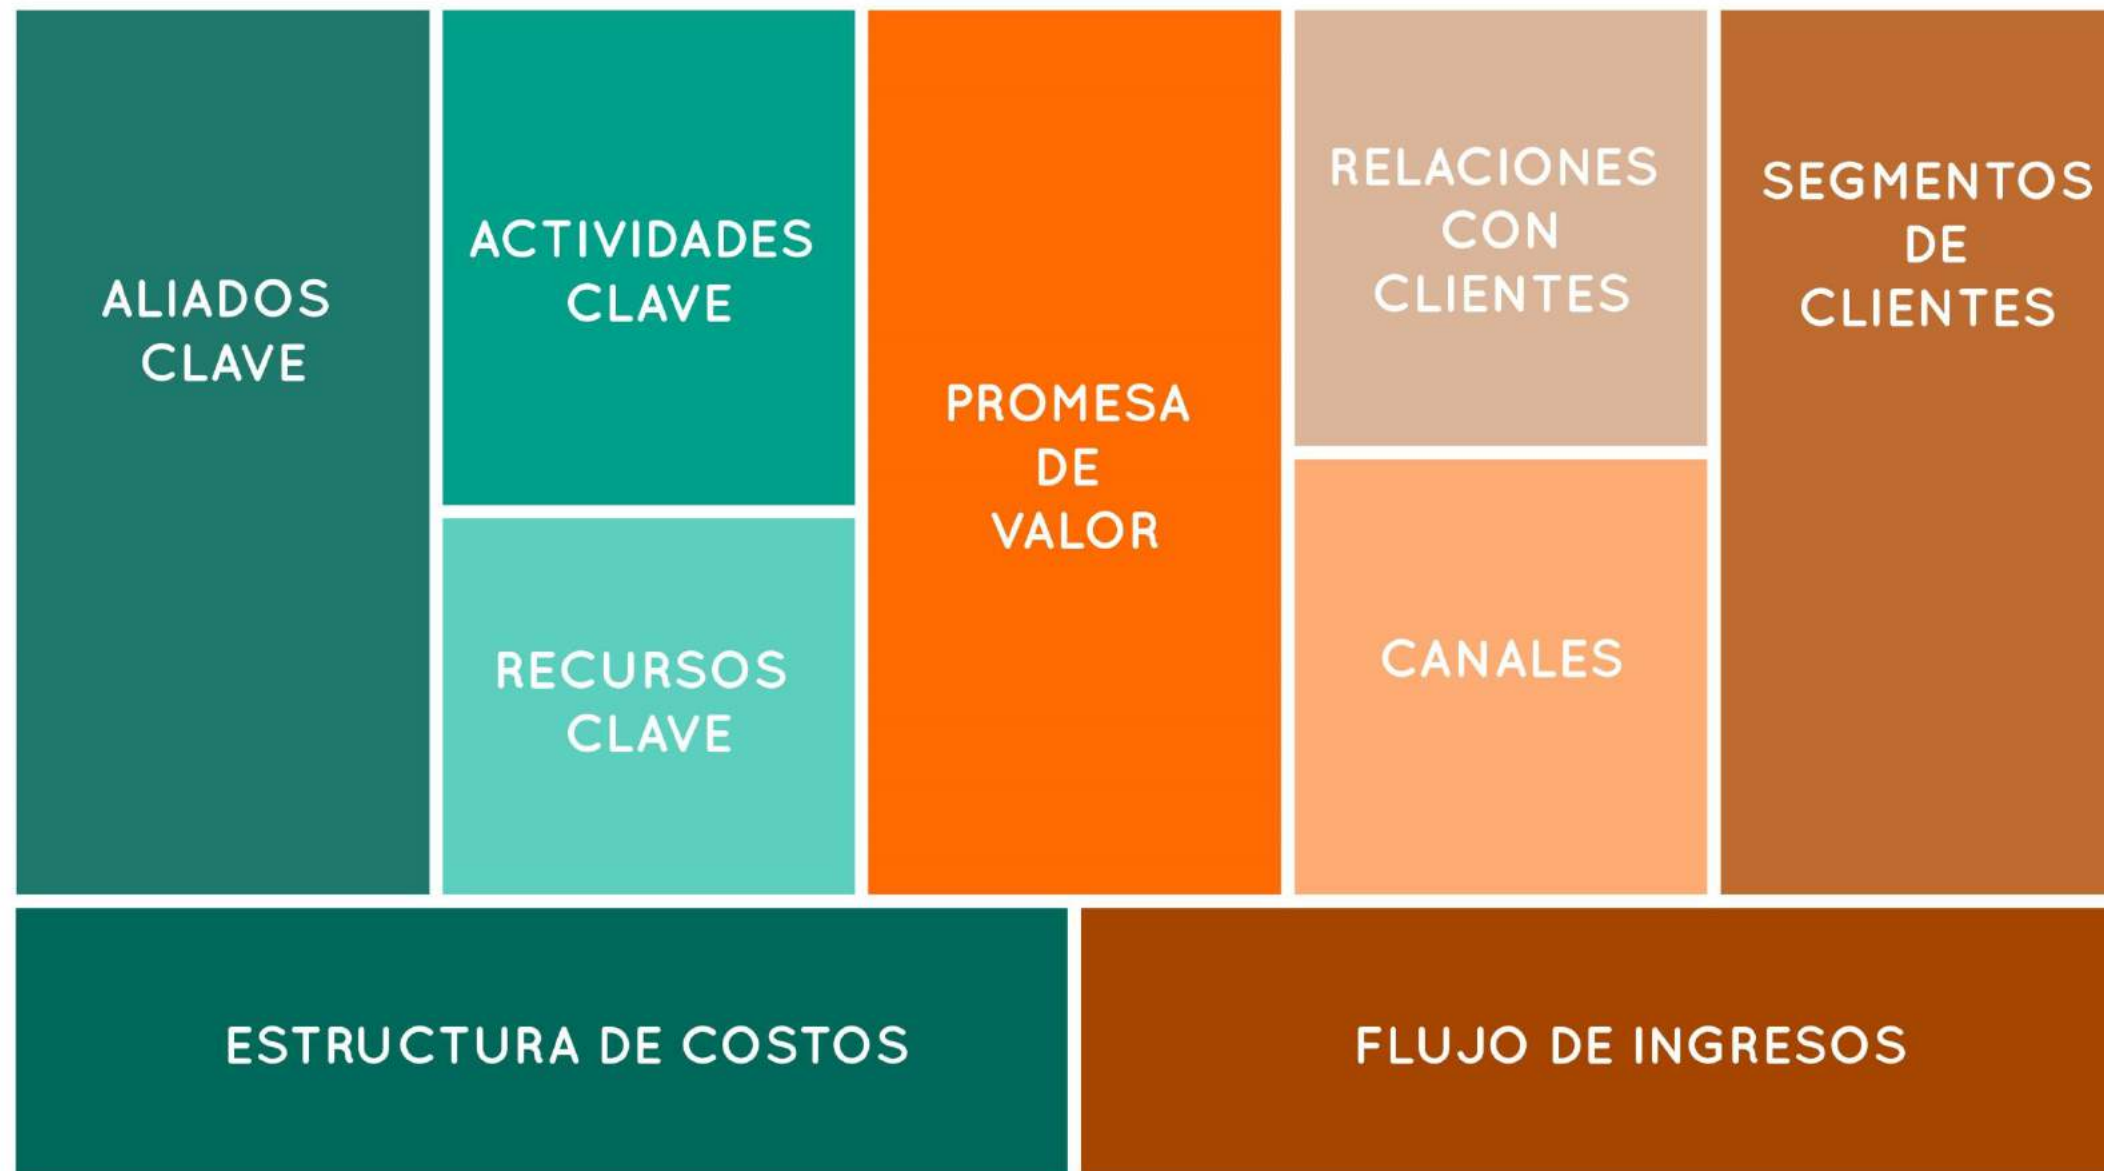 ALIADOS
CLAVE
ACTIVIDADES
CLAVE
RECURSOS
CLAVE
PROMESA
DE
VALOR
RELACIONES
CON
CLIENTES
CANALES
SEGMENTOS
DE
CLIENTES
ESTRUCTURA DE COSTOS
FLUJO DE INGRESOS